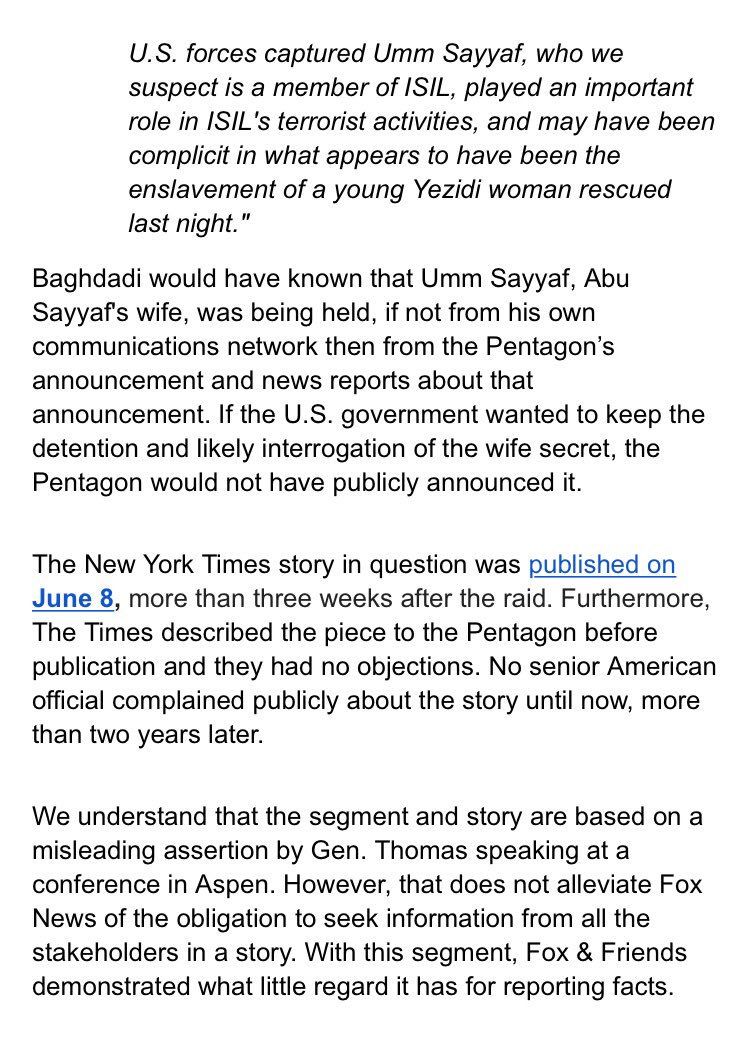 U.S. forces captured Umm Sayyaf, who we
suspect is a member of ISIL, played an important
role in ISIL's terrorist activities, and may have been
complicit in what appears to have been the
enslavement of a young Yezidi woman rescued
last night."
Baghdadi would have known that Umm Sayyaf, Abu
Sayyaf's wife, was being held, if not from his own
communications network then from the Pentagon’s
announcement and news reports about that
announcement. If the U.S. government wanted to keep the
detention and likely interrogation of the wife secret, the
Pentagon would not have publicly announced it.
The New York Times story in question was published on
June 8, more than three weeks after the raid. Furthermore,
The Times described the piece to the Pentagon before
publication and they had no objections. No senior American
official complained publicly about the story until now, more
than two years later.
We understand that the segment and story are based on a
misleading assertion by Gen. Thomas speaking at a
conference in Aspen. However, that does not alleviate Fox
News of the obligation to seek information from all the
stakeholders in a story. With this segment, Fox & Friends
demonstrated what little regard it has for reporting facts.